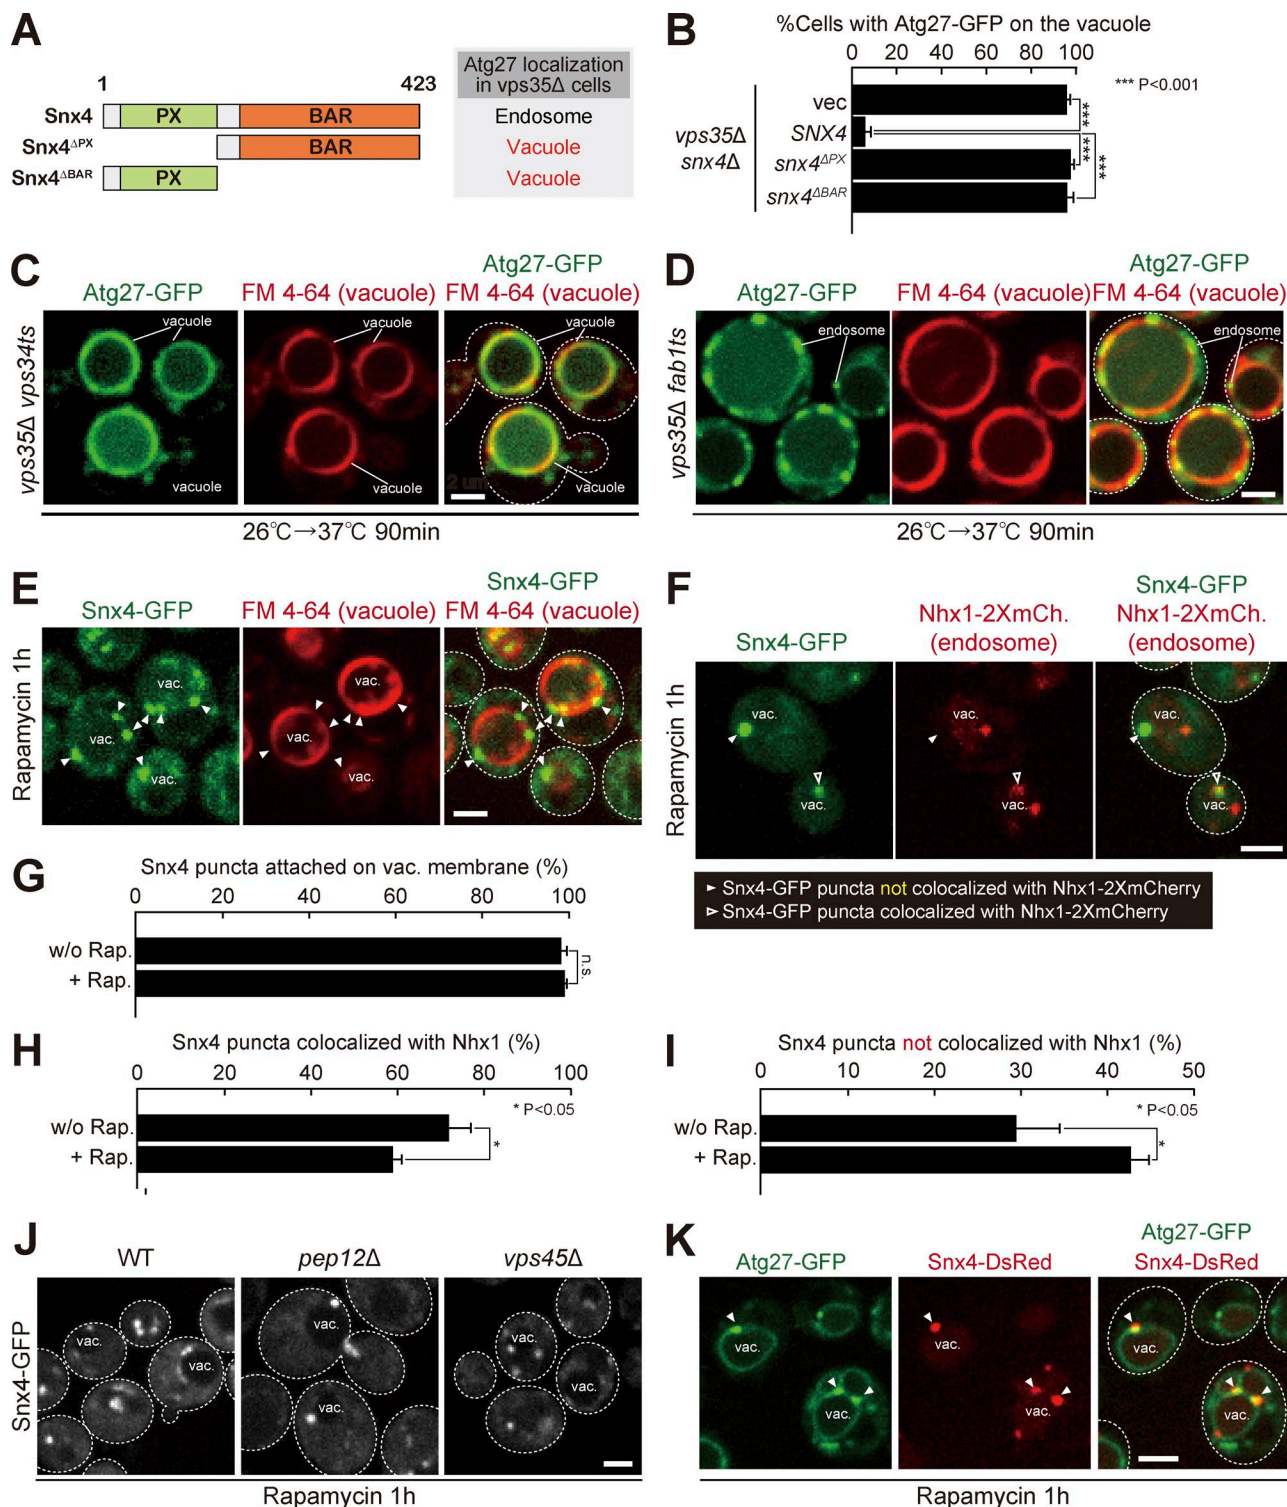 A
1 423
Snx4 PX BAR
Snx4ΔPX BAR
Snx4ΔBAR PX
Atg27 localization
in vps35Δ cells
Endosome
Vacuole
Vacuole
B
%Cells with Atg27-GFP on the vacuole
0 20 40 60 80 100
*** P<0.001
vps35Δ
snx4Δ
vec
SNX4
snx4ΔPX
snx4ΔBAR
***
***
***
C
Atg27-GFP
FM 4-64 (vacuole)
Atg27-GFP
FM 4-64 (vacuole)
vps35Δ vps34ts
vacuole
vacuole
vacuole
vacuole
vacuole
vacuole
2 um
26℃→37℃ 90min
D
Atg27-GFP
FM 4-64 (vacuole)
Atg27-GFP
FM 4-64 (vacuole)
vps35Δ fab1ts
endosome
endosome
26℃→37℃ 90min
E
Snx4-GFP
FM 4-64 (vacuole)
Snx4-GFP
FM 4-64 (vacuole)
Rapamycin 1h
vac.
vac.
vac.
vac.
vac.
vac.
F
Snx4-GFP
Nhx1-2XmCh.
(endosome)
Snx4-GFP
Nhx1-2XmCh.
(endosome)
Rapamycin 1h
vac.
vac.
vac.
vac.
vac.
vac.
Snx4-GFP puncta not colocalized with Nhx1-2XmCherry
Snx4-GFP puncta colocalized with Nhx1-2XmCherry
G
Snx4 puncta attached on vac. membrane (%)
0 20 40 60 80 100
w/o Rap.
+ Rap.
n.s.
H
Snx4 puncta colocalized with Nhx1 (%)
0 20 40 60 80 100
* P<0.05
w/o Rap.
+ Rap.
*
I
Snx4 puncta not colocalized with Nhx1 (%)
0 10 20 30 40 50
* P<0.05
w/o Rap.
+ Rap.
*
J
WT
pep12Δ
vps45Δ
Snx4-GFP
vac.
vac.
vac.
vac.
vac.
vac.
Rapamycin 1h
K
Atg27-GFP
Snx4-DsRed
Atg27-GFP
Snx4-DsRed
vac.
vac.
vac.
vac.
vac.
vac.
Rapamycin 1h